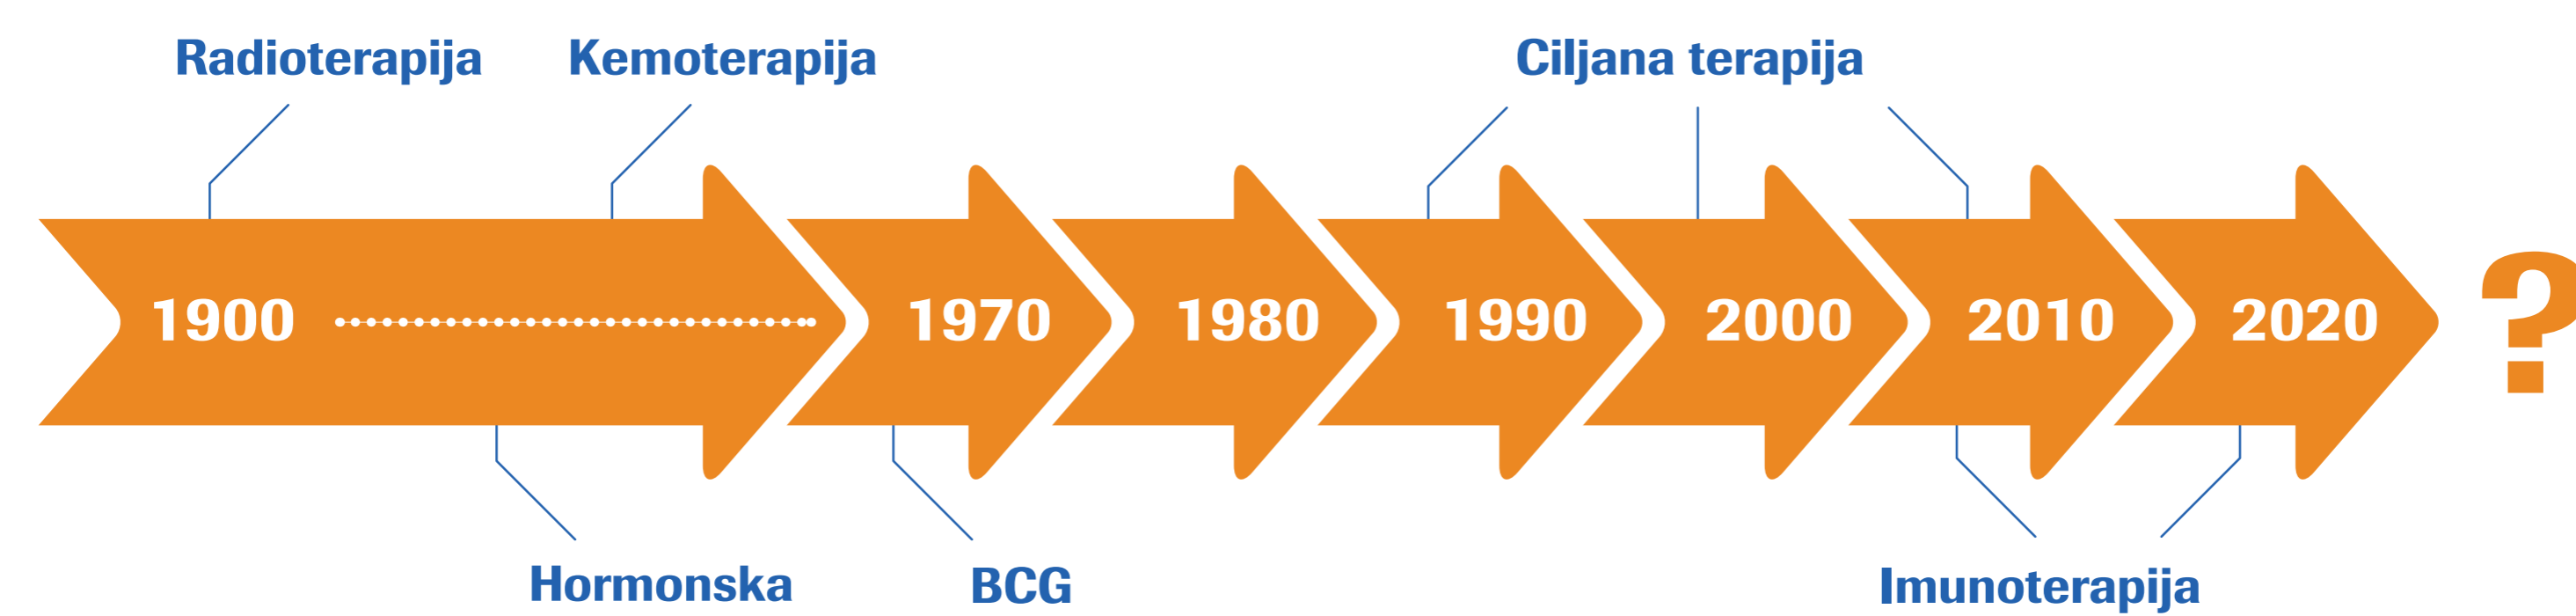 Radioterapija
Kemoterapija
Ciljana terapija
1900
1970
1980
1990
2000
2010
2020
?
Hormonska
BCG
Imunoterapija